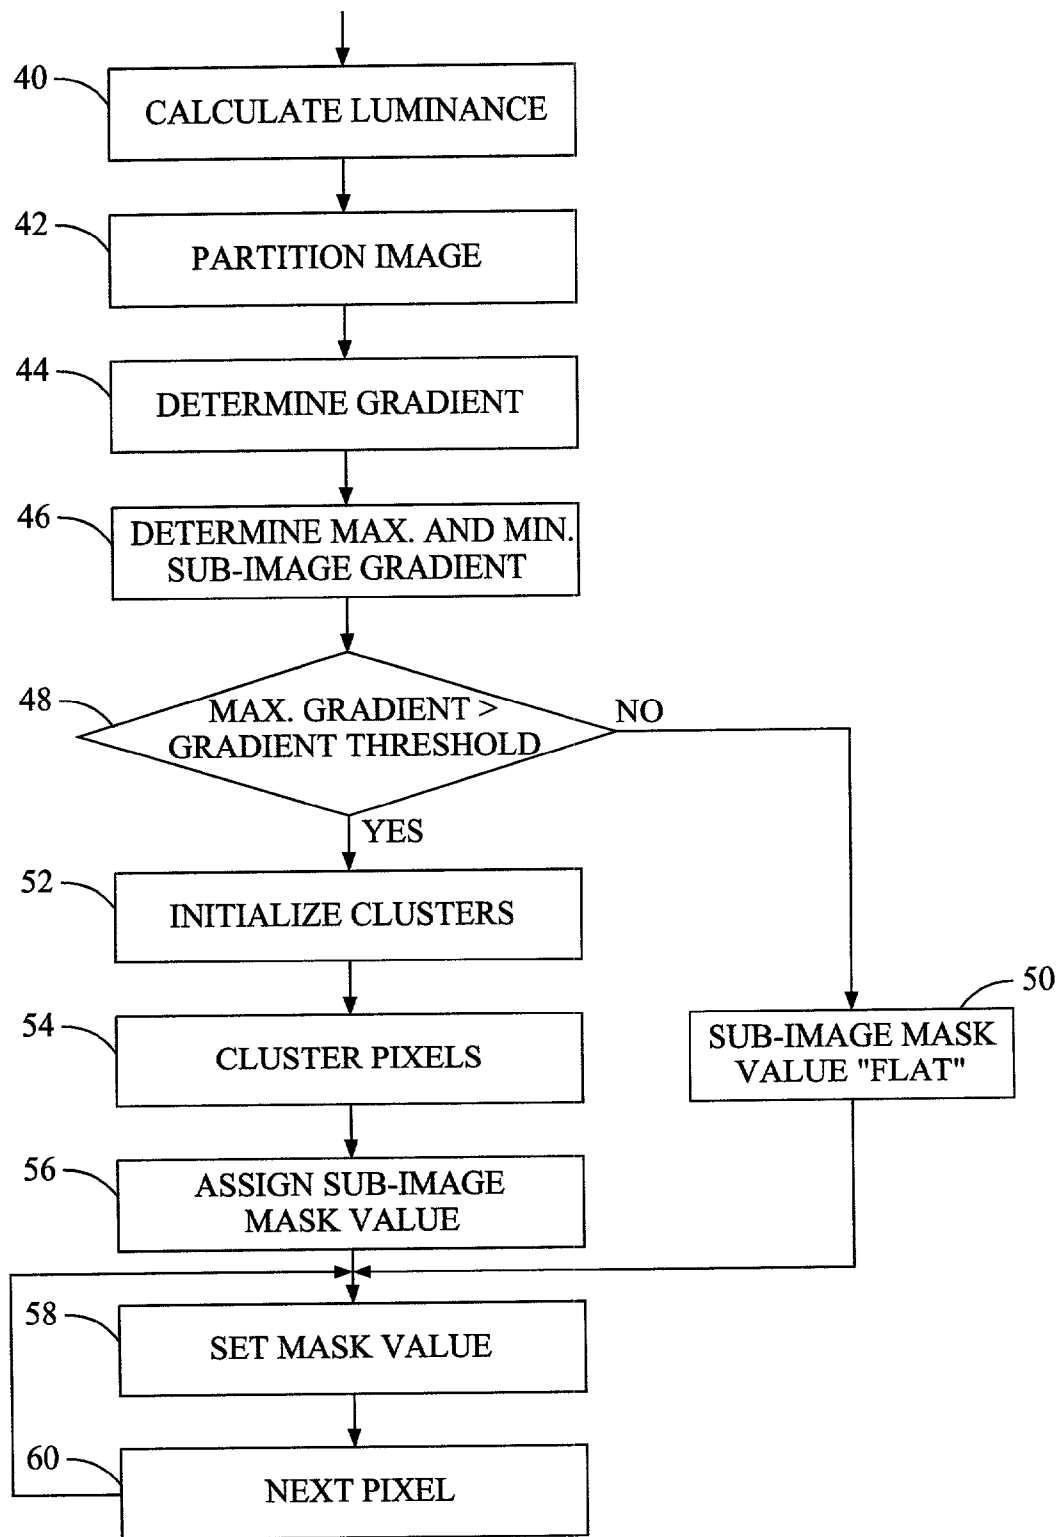 40
CALCULATE LUMINANCE
42
PARTITION IMAGE
44
DETERMINE GRADIENT
46
DETERMINE MAX. AND MIN.
SUB-IMAGE GRADIENT
48
MAX. GRADIENT >
GRADIENT THRESHOLD
NO
YES
52
INITIALIZE CLUSTERS
50
SUB-IMAGE MASK
VALUE "FLAT"
54
CLUSTER PIXELS
56
ASSIGN SUB-IMAGE
MASK VALUE
58
SET MASK VALUE
60
NEXT PIXEL